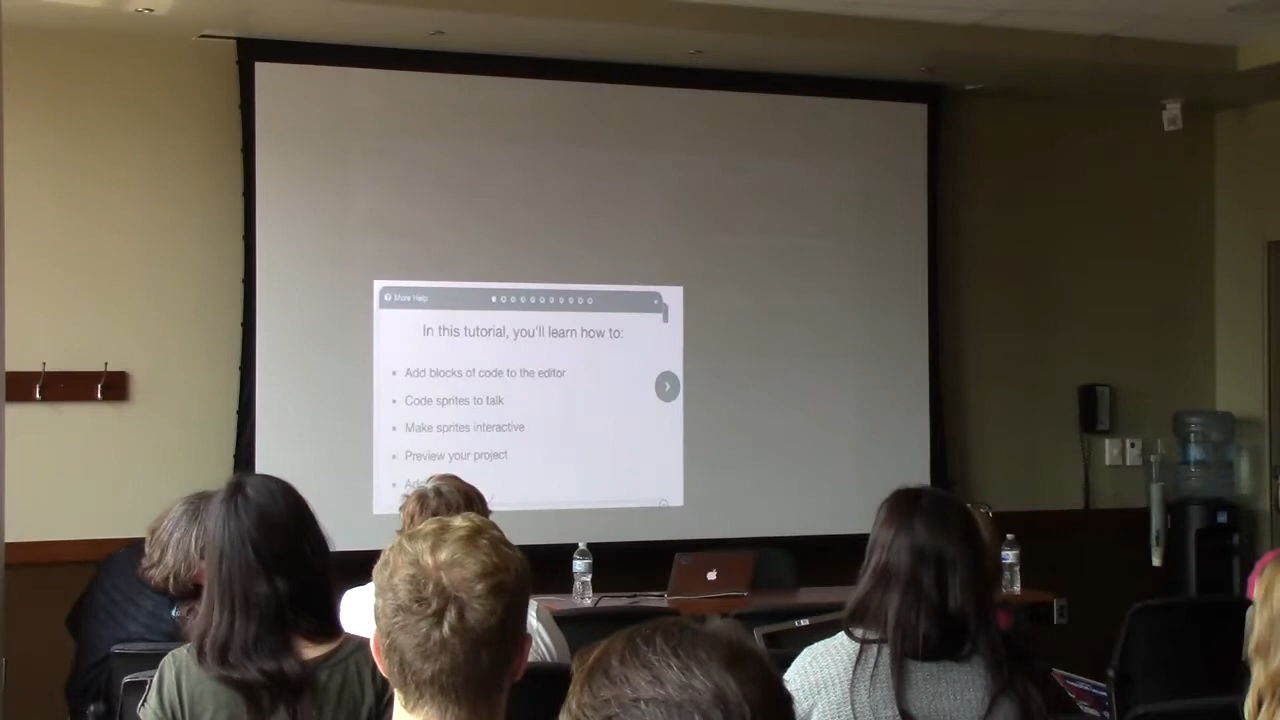 More Help
In this tutorial, you'll learn how to:
Add blocks of code to the editor
Code sprites to talk
Make sprites interactive
Preview your project